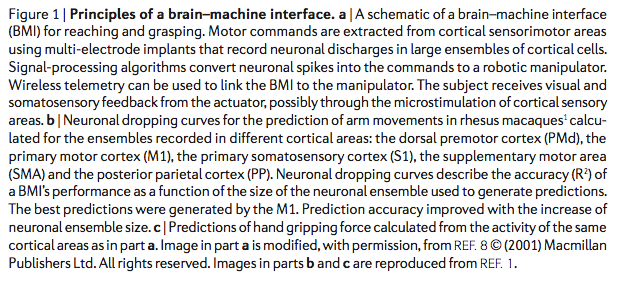 Figure 1 | Principles of a brain–machine interface. a | A schematic of a brain–machine interface
(BMI) for reaching and grasping. Motor commands are extracted from cortical sensorimotor areas
using multi-electrode implants that record neuronal discharges in large ensembles of cortical cells.
Signal-processing algorithms convert neuronal spikes into the commands to a robotic manipulator.
Wireless telemetry can be used to link the BMI to the manipulator. The subject receives visual and
somatosensory feedback from the actuator, possibly through the microstimulation of cortical sensory
areas. b | Neuronal dropping curves for the prediction of arm movements in rhesus macaques¹ calcu-
lated for the ensembles recorded in different cortical areas: the dorsal premotor cortex (PMd), the
primary motor cortex (M1), the primary somatosensory cortex (S1), the supplementary motor area
(SMA) and the posterior parietal cortex (PP). Neuronal dropping curves describe the accuracy (R²) of
a BMI's performance as a function of the size of the neuronal ensemble used to generate predictions.
The best predictions were generated by the M1. Prediction accuracy improved with the increase of
neuronal ensemble size. c | Predictions of hand gripping force calculated from the activity of the same
cortical areas as in part a. Image in part a is modified, with permission, from REF. 8 © (2001) Macmillan
Publishers Ltd. All rights reserved. Images in parts b and c are reproduced from REF. 1.